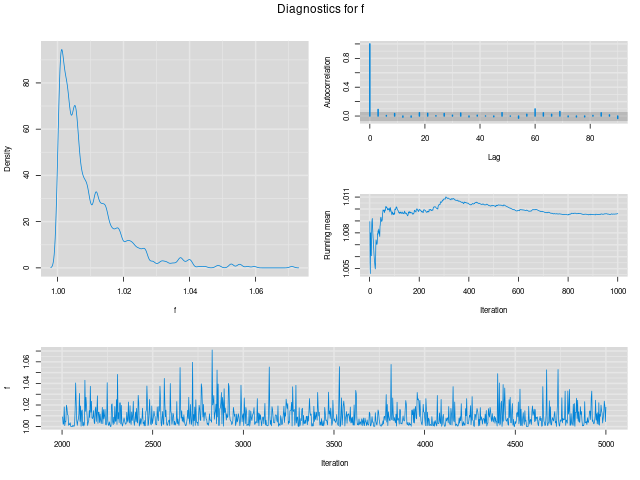 Diagnostics for f
Density
0 20 40 60 80
1.00 1.02 1.04 1.06
f
Autocorrelation
0.0 0.4 0.8
0 20 40 60 80
Lag
Running mean
1.005 1.008 1.011
0 200 400 600 800 1000
Iteration
f
1.00 1.02 1.04 1.06
2000 2500 3000 3500 4000 4500 5000
Iteration